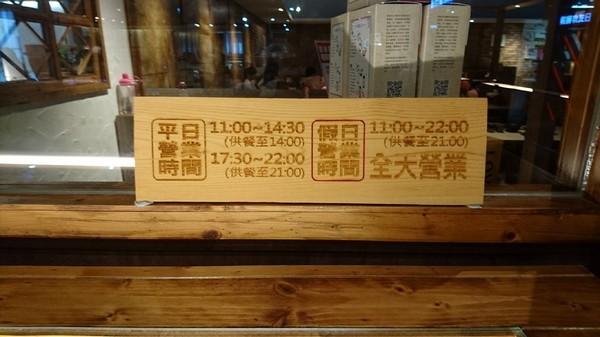 平日
營業
時間
11:00~14:30
(供餐至14:00)
17:30~22:00
(供餐至21:00)
假日
營業
時間
11:00~22:00
(供餐至21:00)
全大營業